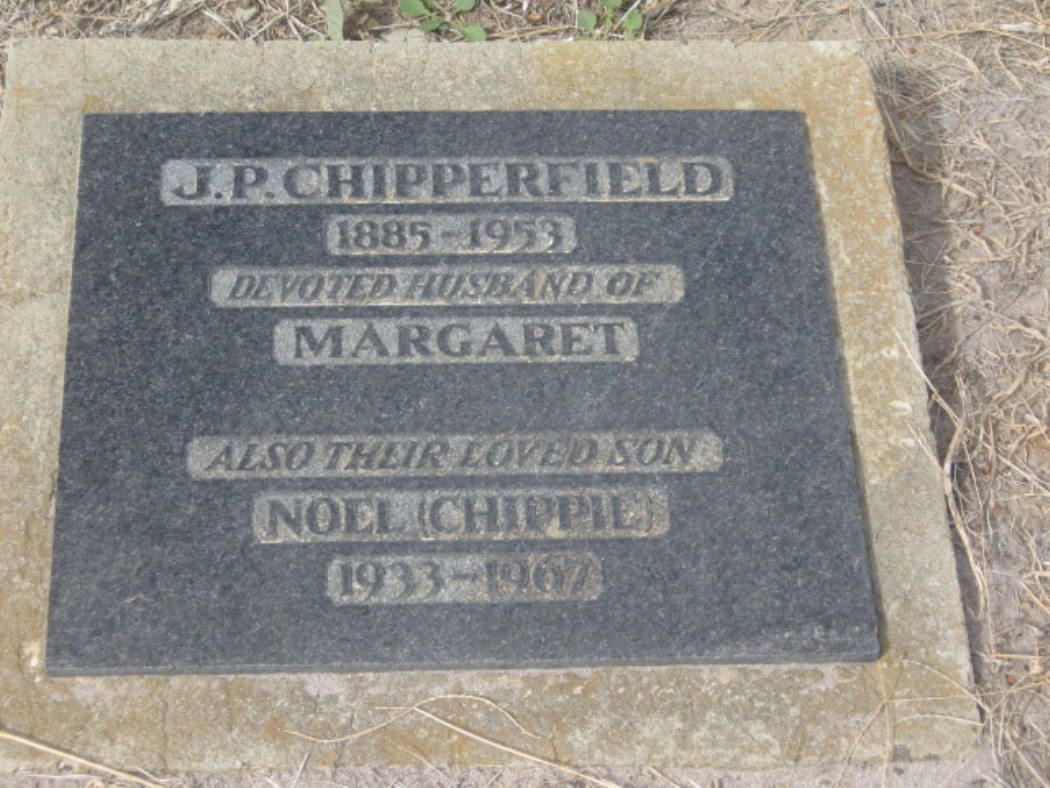 J.P. CHIPPERFIELD
1885-1953
DEVOTED HUSBAND OF
MARGARET
ALSO THEIR LOVED SON
NOEL (CHIPPIE)
1933-1967